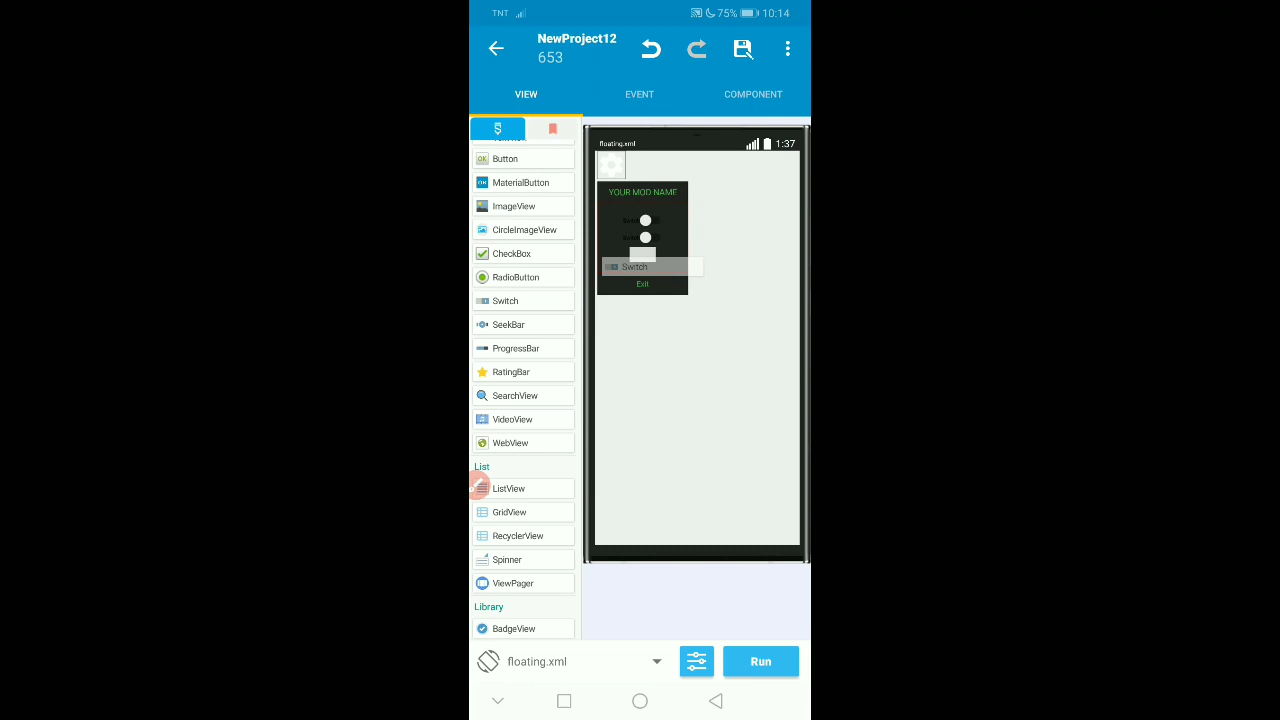 TNT 75% 10:14
NewProject12
653
VIEW EVENT COMPONENT
floating.xml 1:37
OK Button
MaterialButton
ImageView
CircleImageView
CheckBox
RadioButton
Switch
SeekBar
ProgressBar
RatingBar
SearchView
VideoView
WebView
List
ListView
GridView
RecyclerView
Spinner
ViewPager
Library
BadgeView
YOUR MOD NAME
Switch
Exit
floating.xml Run